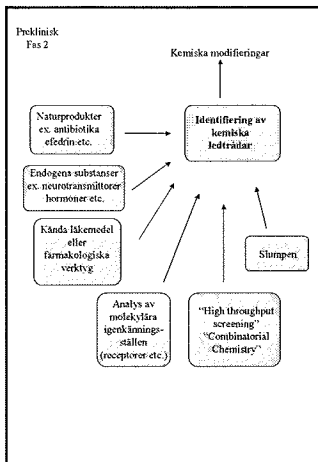 Preklinisk
Fas 2
Kemiska modifieringar
Identifiering av
kemiska
ledtrådar
Naturprodukter
ex. antibiotika
efedrin etc.
Endogena substanser
ex. neurotransmittorer
hormoner etc.
Kända läkemedel
eller
farmakologiska
verktyg
Analys av
molekylära
igenkännings-
ställen
(receptorer etc.)
"High throughput
screening"
"Combinatorial
Chemistry"
Slumpen